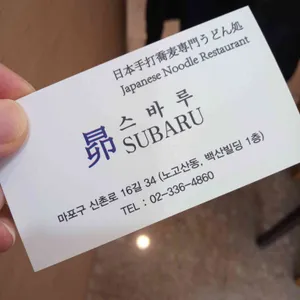 日本手打蕎麦専門うどん処
Japanese Noodle Restaurant
昴 스바루
SUBARU
마포구 신촌로 16길 34 (노고산동, 백산빌딩 1층)
TEL : 02-336-4860